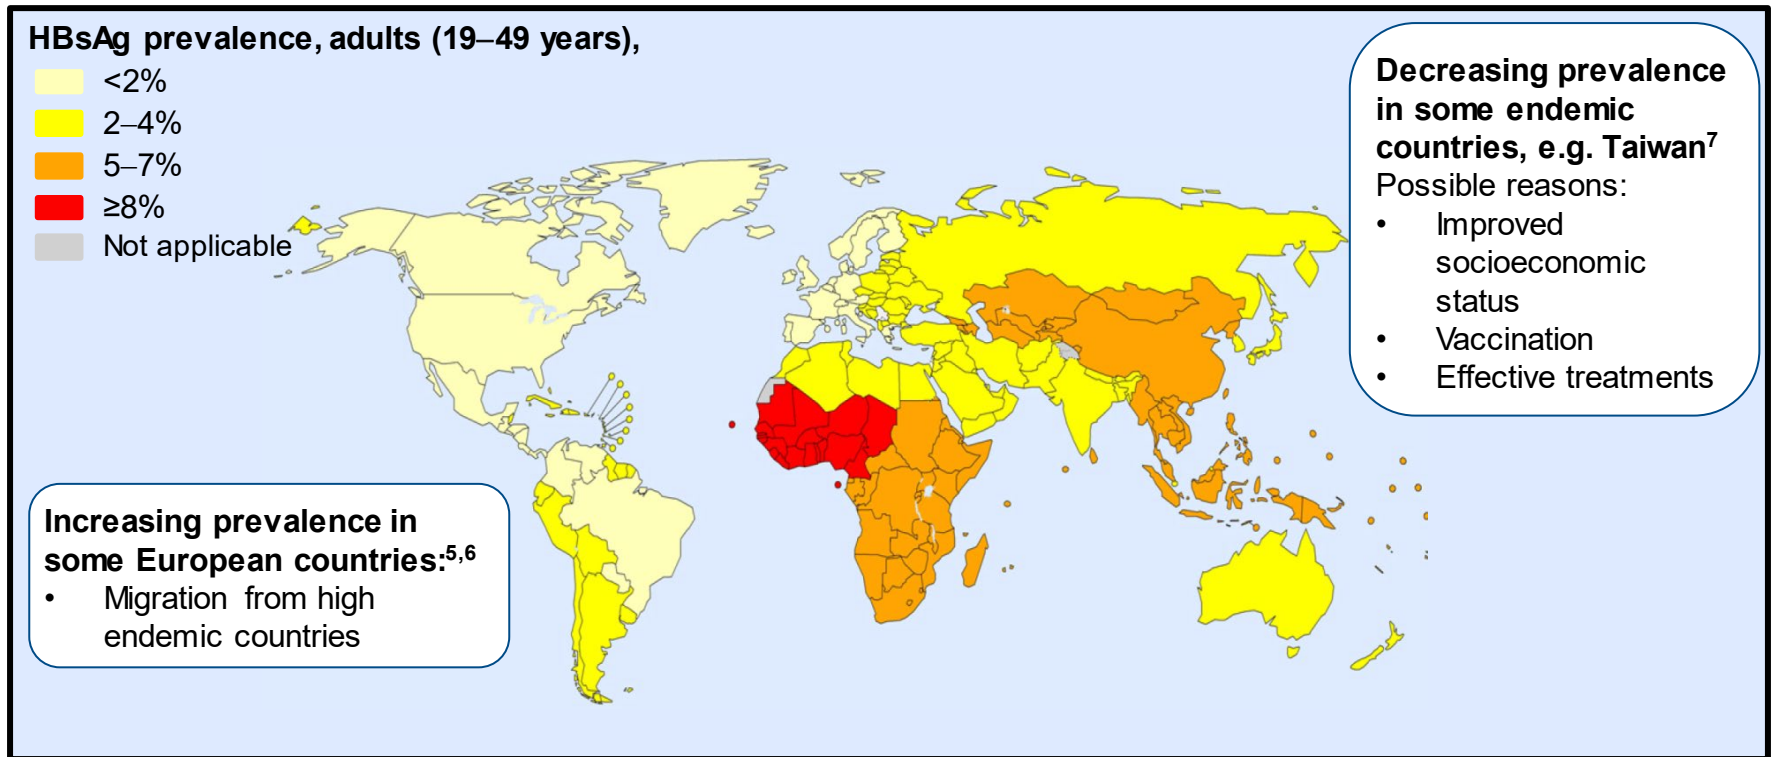 HBsAg prevalence, adults (19–49 years),
<2%
2–4%
5–7%
≥8%
Not applicable
Decreasing prevalence
in some endemic
countries, e.g. Taiwan7
Possible reasons:
• Improved
socioeconomic
status
• Vaccination
• Effective treatments
Increasing prevalence in
some European countries:5,6
• Migration from high
endemic countries